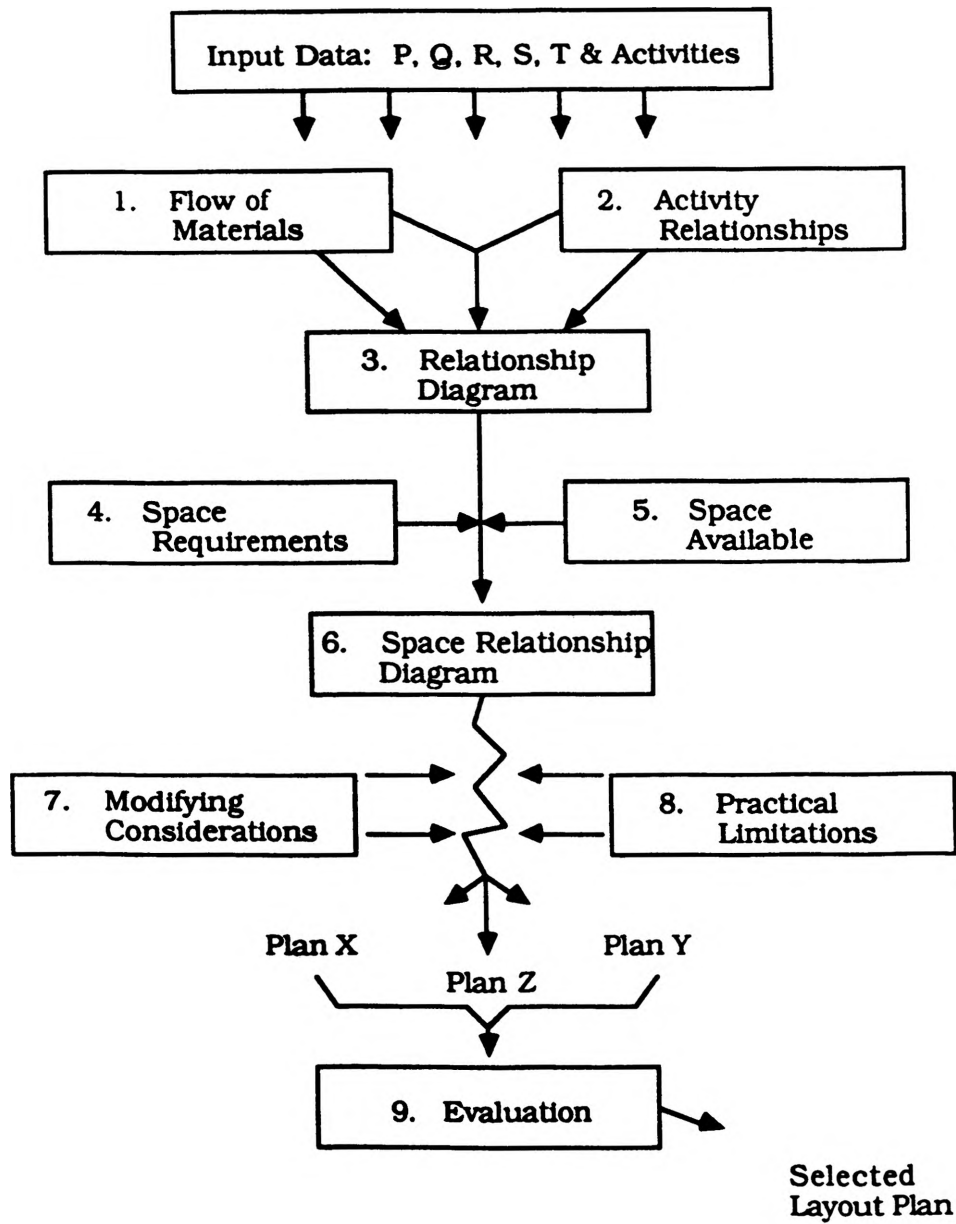 Input Data: P, Q, R, S, T & Activities
1. Flow of
Materials
2. Activity
Relationships
3. Relationship
Diagram
4. Space
Requirements
5. Space
Available
6. Space Relationship
Diagram
7. Modifying
Considerations
8. Practical
Limitations
Plan X
Plan Y
Plan Z
9. Evaluation
Selected
Layout Plan